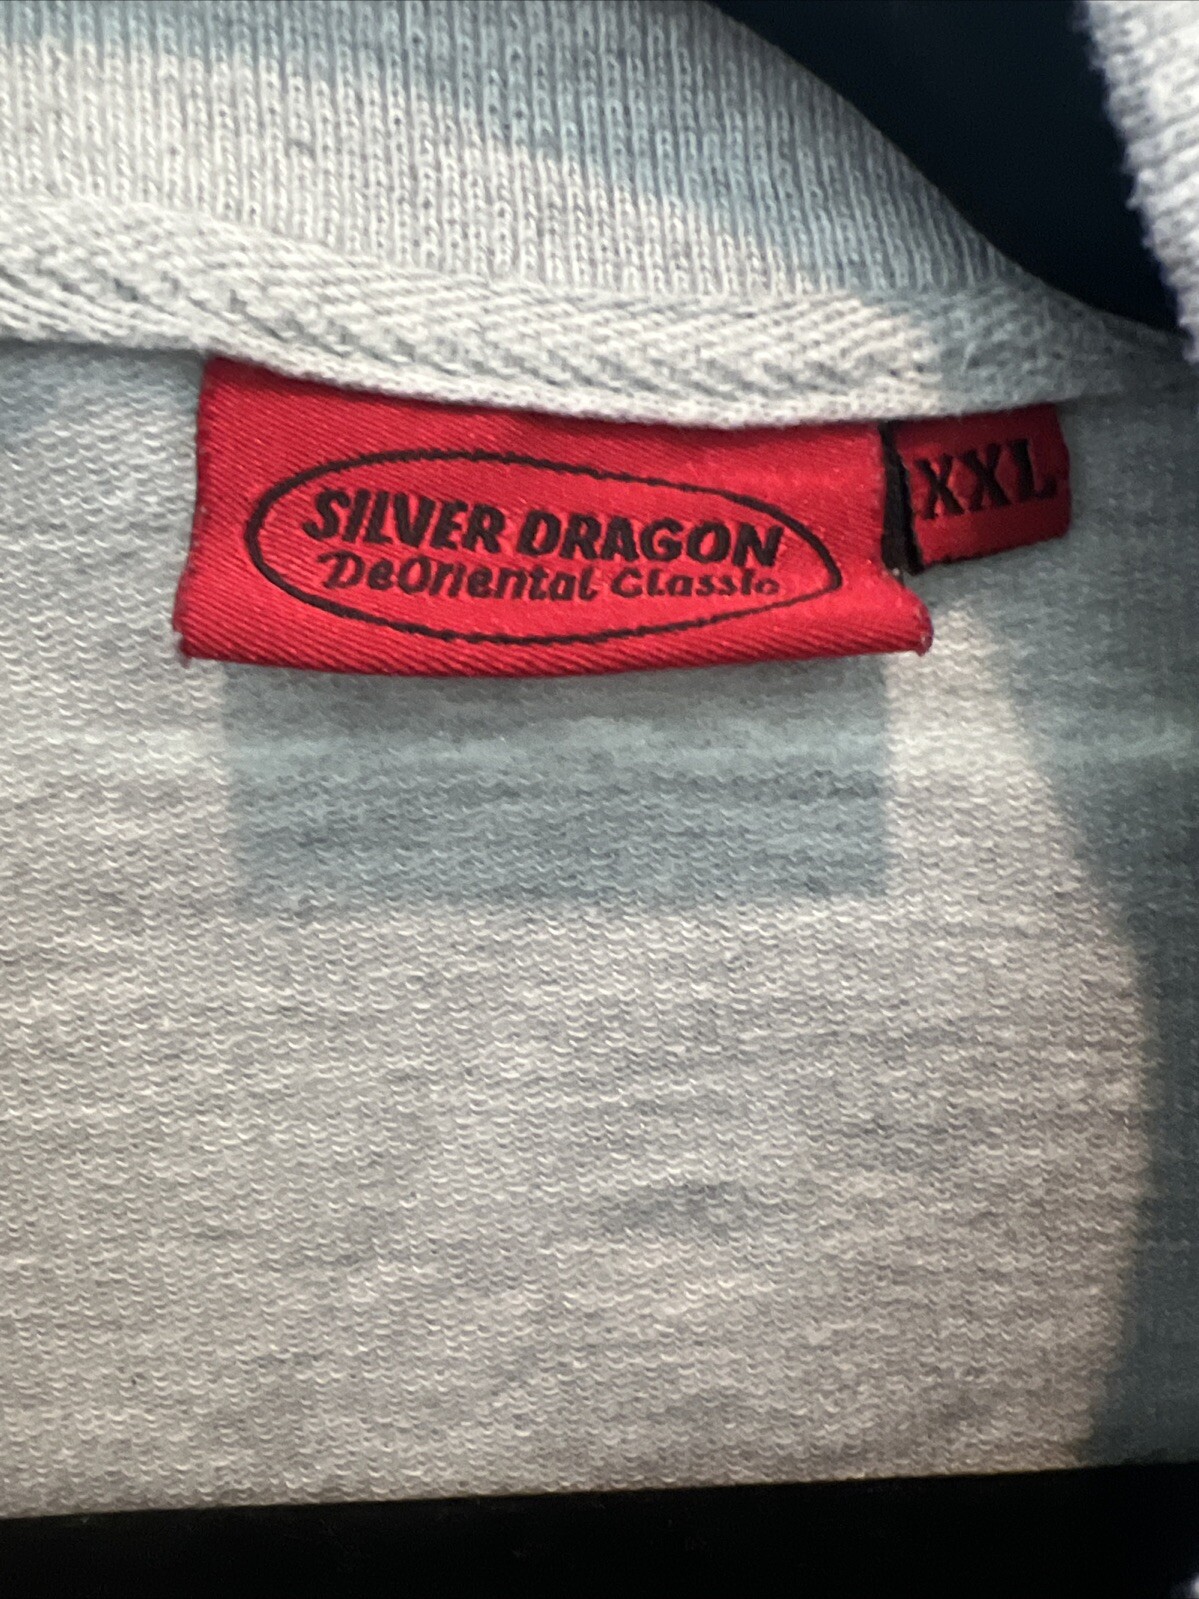 SILVER DRAGON
DeOriental Classic
XXL